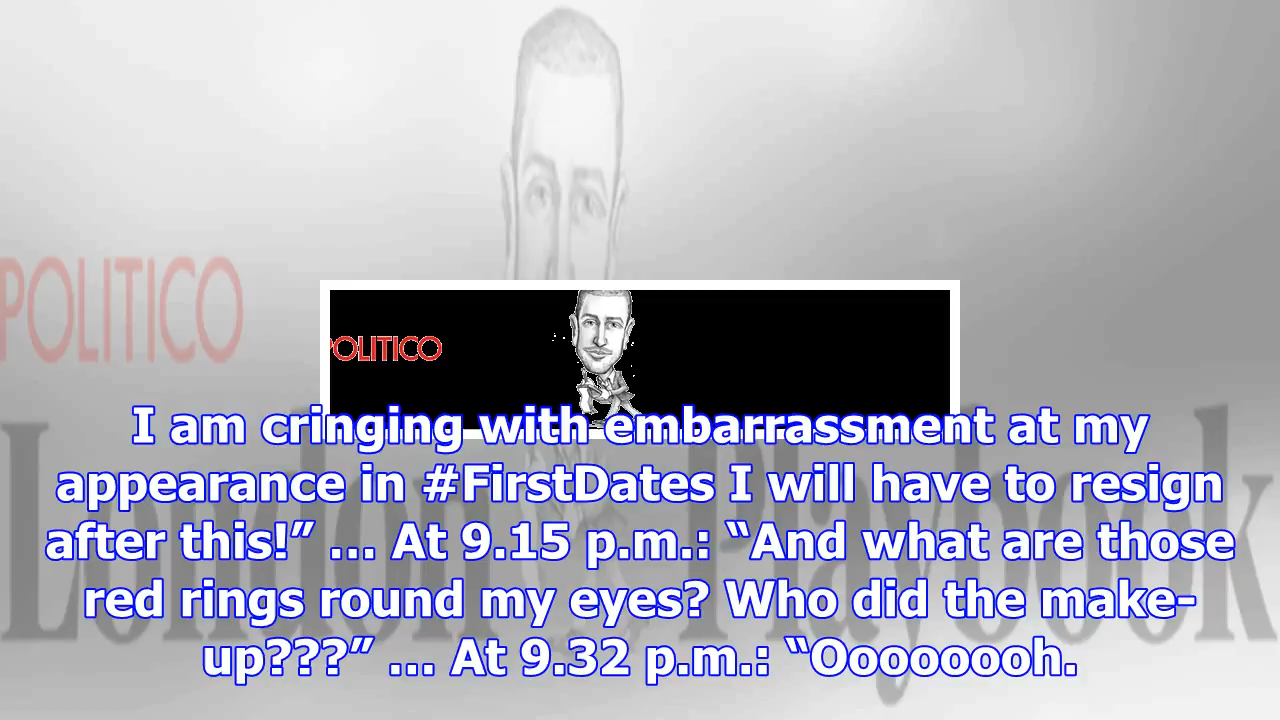 POLITICO
POLITICO
London Playbook
I am cringing with embarrassment at my
appearance in #FirstDates I will have to resign
after this!” ... At 9.15 p.m.: “And what are those
red rings round my eyes? Who did the make-
up???” ... At 9.32 p.m.: “Oooooooh.